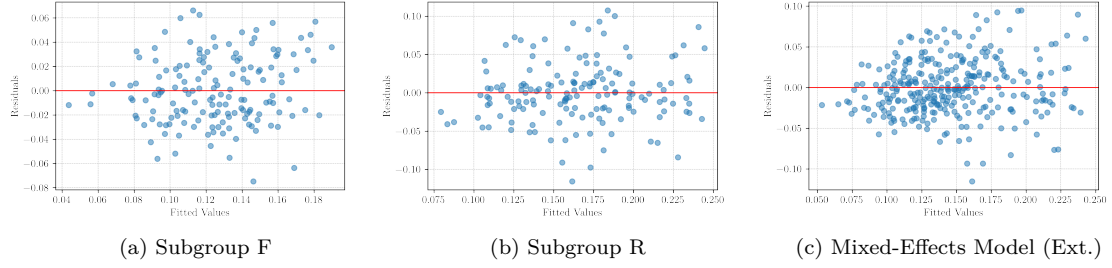 0.06
0.04
0.02
0.00
−0.02
−0.04
−0.06
−0.08
Residuals
0.04 0.06 0.08 0.10 0.12 0.14 0.16 0.18
Fitted Values
(a) Subgroup F
0.10
0.05
0.00
−0.05
−0.10
Residuals
0.075 0.100 0.125 0.150 0.175 0.200 0.225 0.250
Fitted Values
(b) Subgroup R
0.10
0.05
0.00
−0.05
−0.10
Residuals
0.050 0.075 0.100 0.125 0.150 0.175 0.200 0.225 0.250
Fitted Values
(c) Mixed-Effects Model (Ext.)